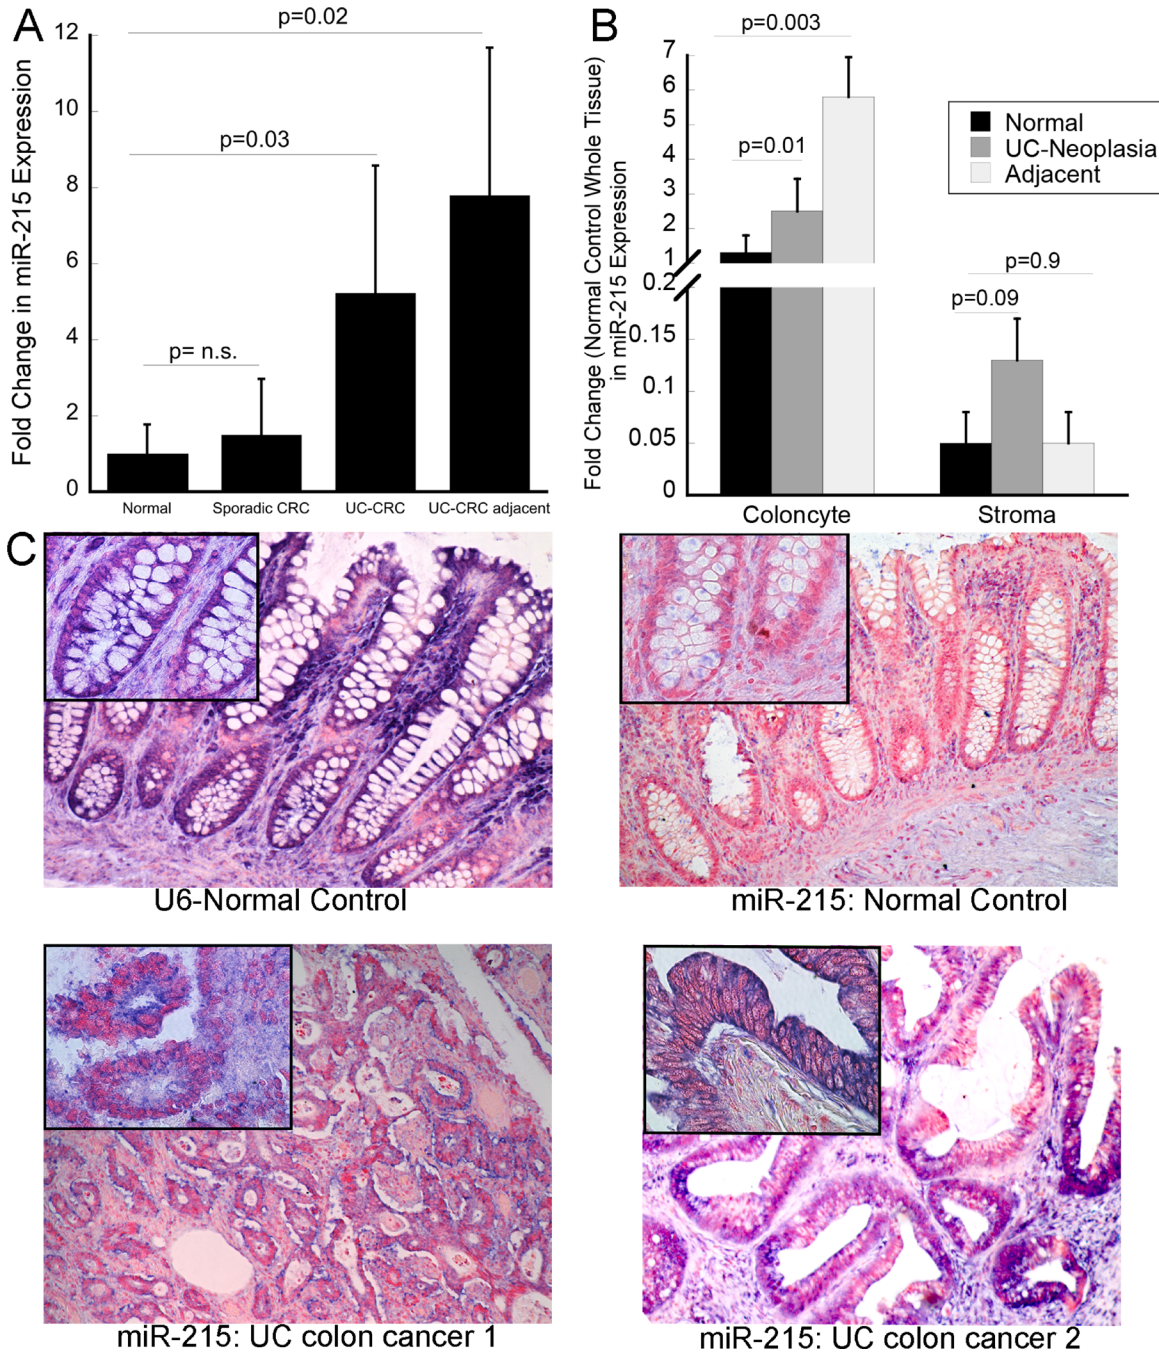 A
Fold Change in miR-215 Expression
12
10
8
6
4
2
0
p=0.02
p=0.03
p= n.s.
Normal
Sporadic CRC
UC-CRC
UC-CRC adjacent
B
Fold Change (Normal Control Whole Tissue)
in miR-215 Expression
7
6
5
4
3
2
1
0.2
0.15
0.1
0.05
0
p=0.003
p=0.01
p=0.9
p=0.09
Normal
UC-Neoplasia
Adjacent
Coloncyte
Stroma
C
U6-Normal Control
miR-215: Normal Control
miR-215: UC colon cancer 1
miR-215: UC colon cancer 2